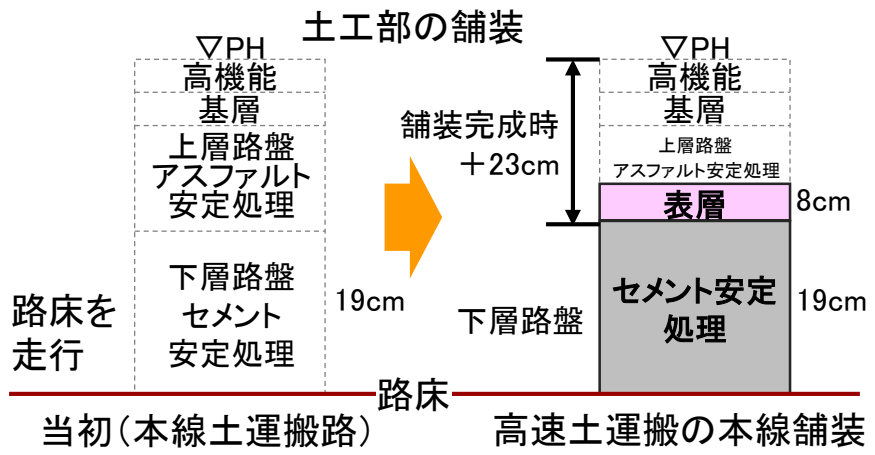 土工部の舗装
▽PH
高機能
基層
上層路盤
アスファルト
安定処理
下層路盤
セメント
安定処理
19cm
路床を
走行
舗装完成時
+23cm
▽PH
高機能
基層
上層路盤
アスファルト安定処理
表層
8cm
下層路盤
セメント安定
処理
19cm
路床
当初(本線土運搬路)
高速土運搬の本線舗装